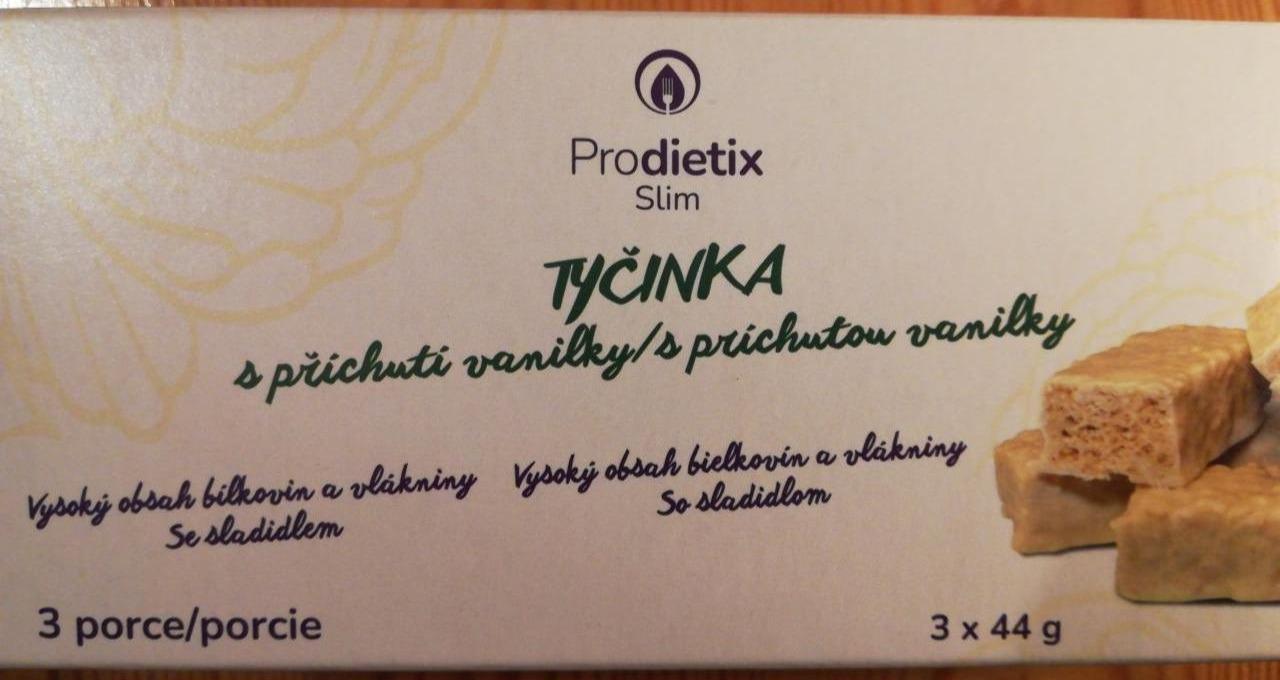 Prodietix
Slim
TYČINKA
s příchutí vanilky/s príchuťou vanilky
Vysoký obsah bílkovin a vlákniny
Se sladidlem
Vysoký obsah bielkovín a vlákniny
So sladidlom
3 porce/porcie
3 x 44 g